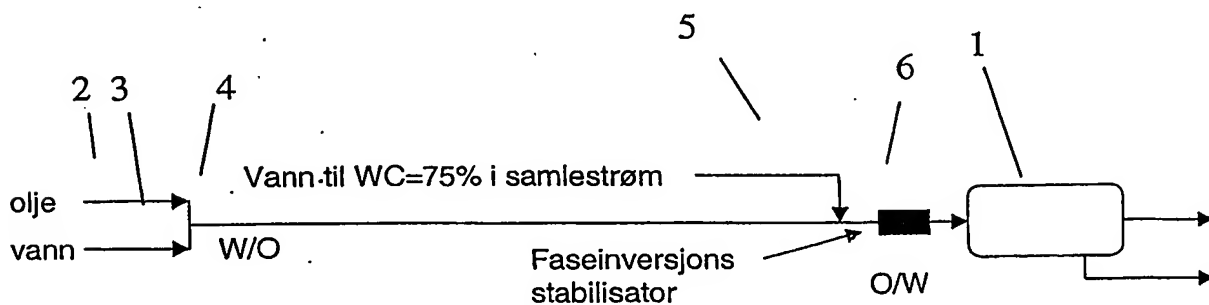 5
1
6
2 3 4
Vann til WC=75% i samlestrøm
olje
vann
W/O
Faseinversjons
stabilisator
O/W